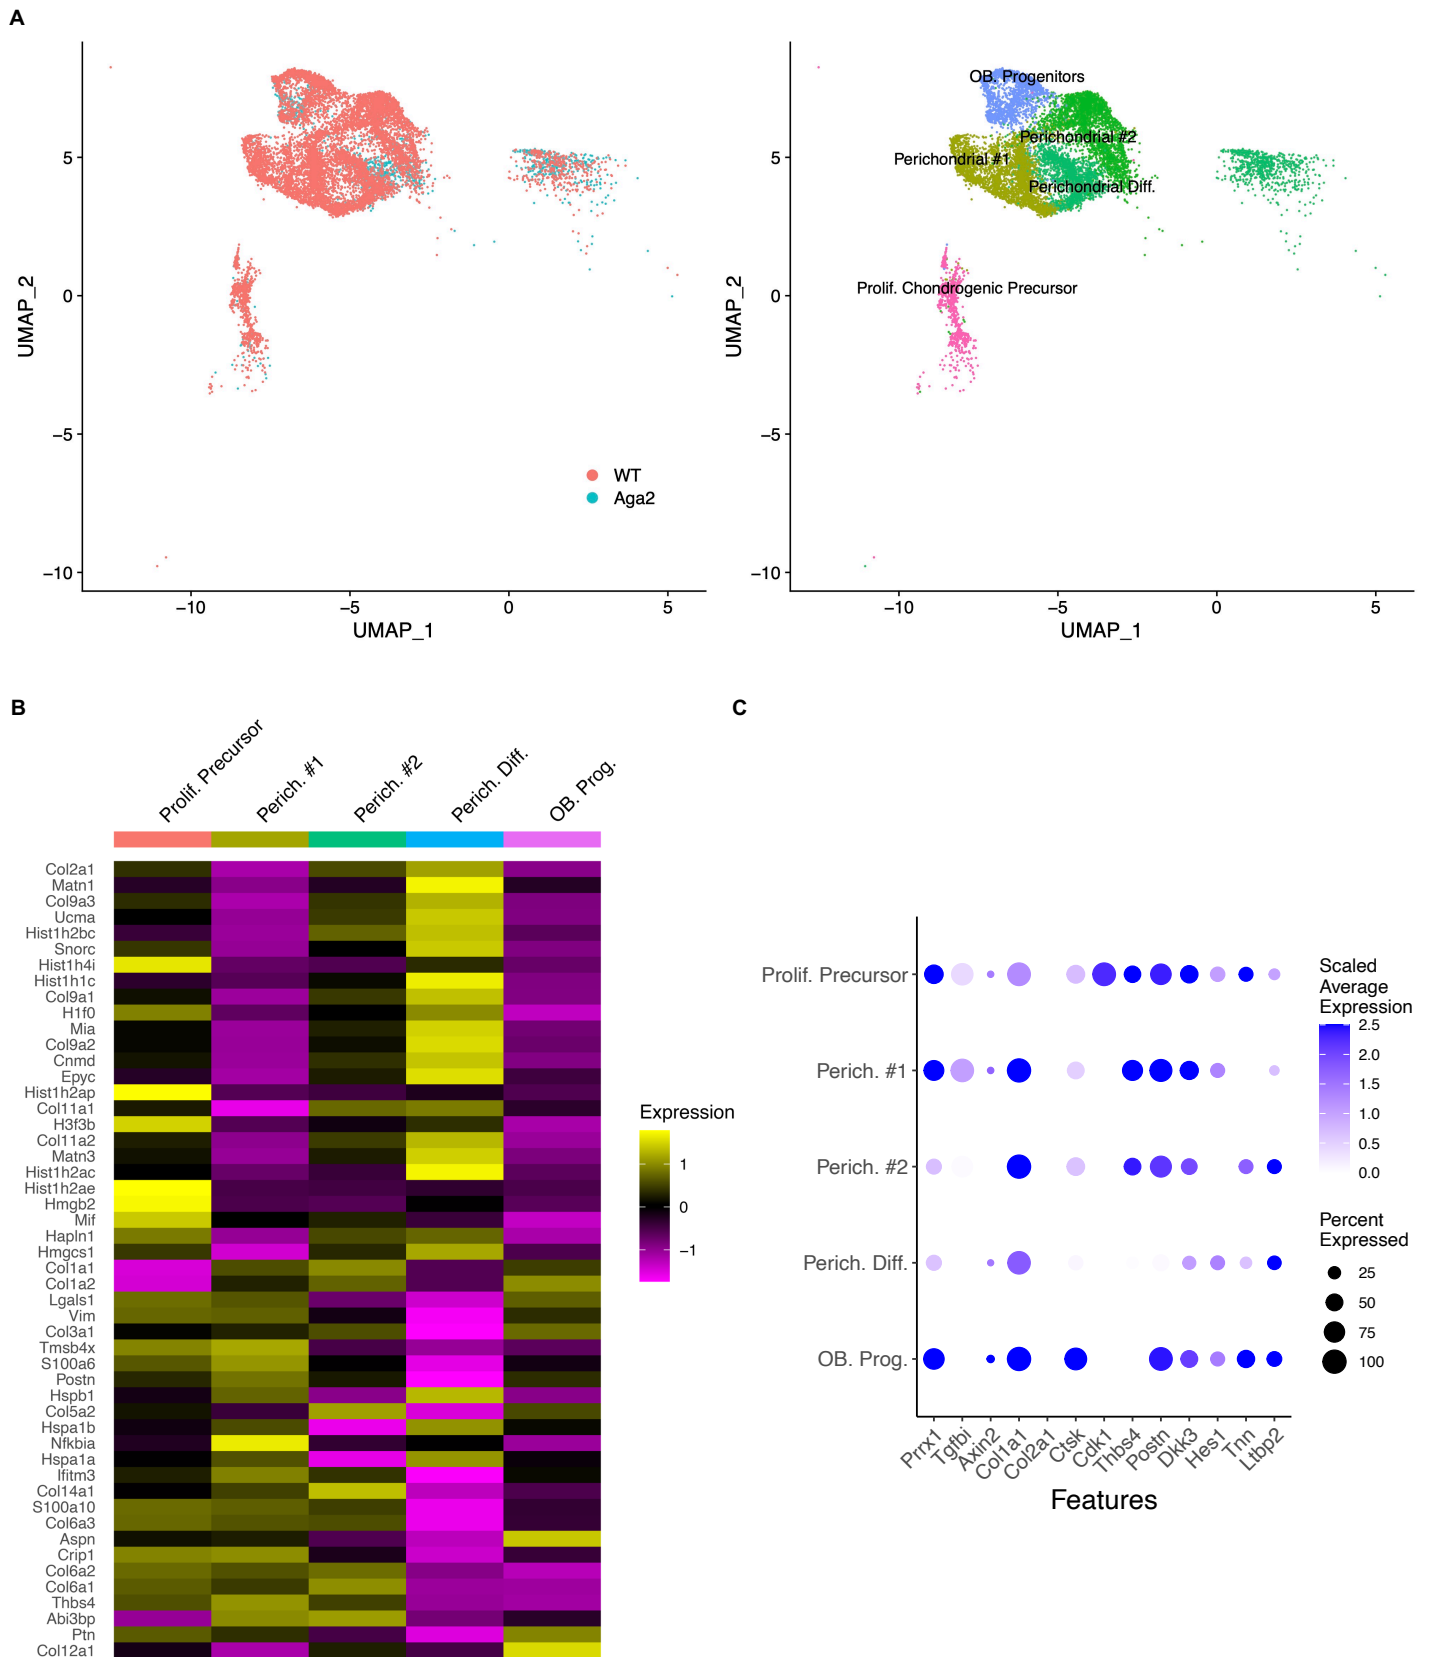 A
5
0
−5
−10
UMAP_2
−10
−5
0
5
UMAP_1
WT
Aga2
5
0
−5
−10
UMAP_2
−10
−5
0
5
UMAP_1
OB. Progenitors
Perichondrial #2
Perichondrial #1
Perichondrial Diff.
Prolif. Chondrogenic Precursor
B
Prolif. Precursor
Perich. #1
Perich. #2
Perich. Diff.
OB. Prog.
Col2a1
Matn1
Col9a3
Ucma
Hist1h2bc
Snorc
Hist1h4i
Hist1h1c
Col9a1
H1f0
Mia
Col9a2
Cnmd
Epyc
Hist1h2ap
Col11a1
H3f3b
Col11a2
Matn3
Hist1h2ac
Hist1h2ae
Hmgb2
Mif
Hapln1
Hmgcs1
Col1a1
Col1a2
Lgals1
Vim
Col3a1
Tmsb4x
S100a6
Postn
Hspb1
Col5a2
Hspa1b
Nfkbia
Hspa1a
Ifitm3
Col14a1
S100a10
Col6a3
Aspn
Crip1
Col6a2
Col6a1
Thbs4
Abi3bp
Ptn
Col12a1
Expression
1
0
−1
C
Prolif. Precursor
Perich. #1
Perich. #2
Perich. Diff.
OB. Prog.
Prrx1
Tgfbi
Axin2
Col1a1
Col2a1
Ctsk
Cdk1
Thbs4
Postn
Dkk3
Hes1
Tnn
Ltbp2
Features
Scaled
Average
Expression
2.5
2.0
1.5
1.0
0.5
0.0
Percent
Expressed
25
50
75
100